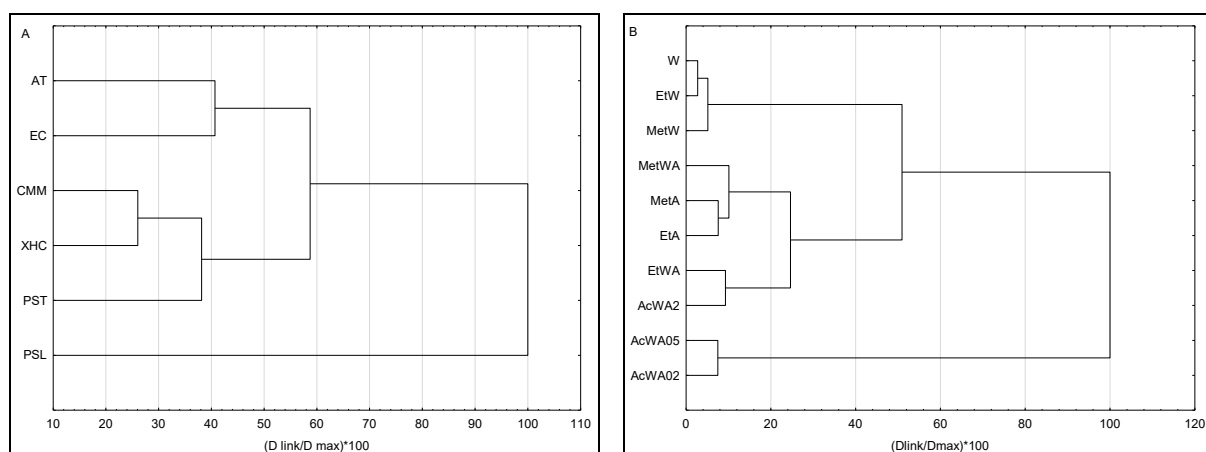 A
AT
EC
CMM
XHC
PST
PSL
10 20 30 40 50 60 70 80 90 100 110
(D link/D max)*100
B
W
EtW
MetW
MetWA
MetA
EtA
EtWA
AcWA2
AcWA05
AcWA02
0 20 40 60 80 100 120
(Dlink/Dmax)*100